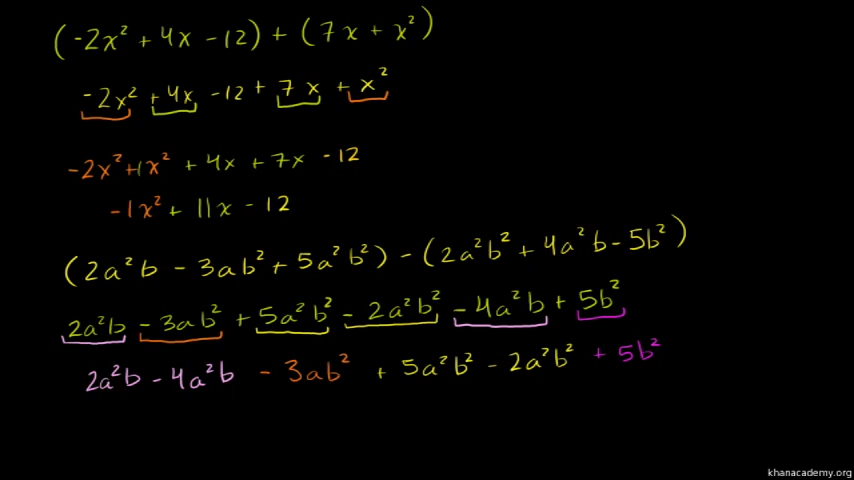 (-2x² + 4x - 12) + (7x + x²)
-2x² + 4x - 12 + 7x + x²
-2x² + 1x² + 4x + 7x - 12
-1x² + 11x - 12
(2a²b - 3ab² + 5a²b²) - (2a²b² + 4a²b - 5b²)
2a²b - 3ab² + 5a²b² - 2a²b² - 4a²b + 5b²
2a²b - 4a²b - 3ab² + 5a²b² - 2a²b² + 5b²
khanacademy.org